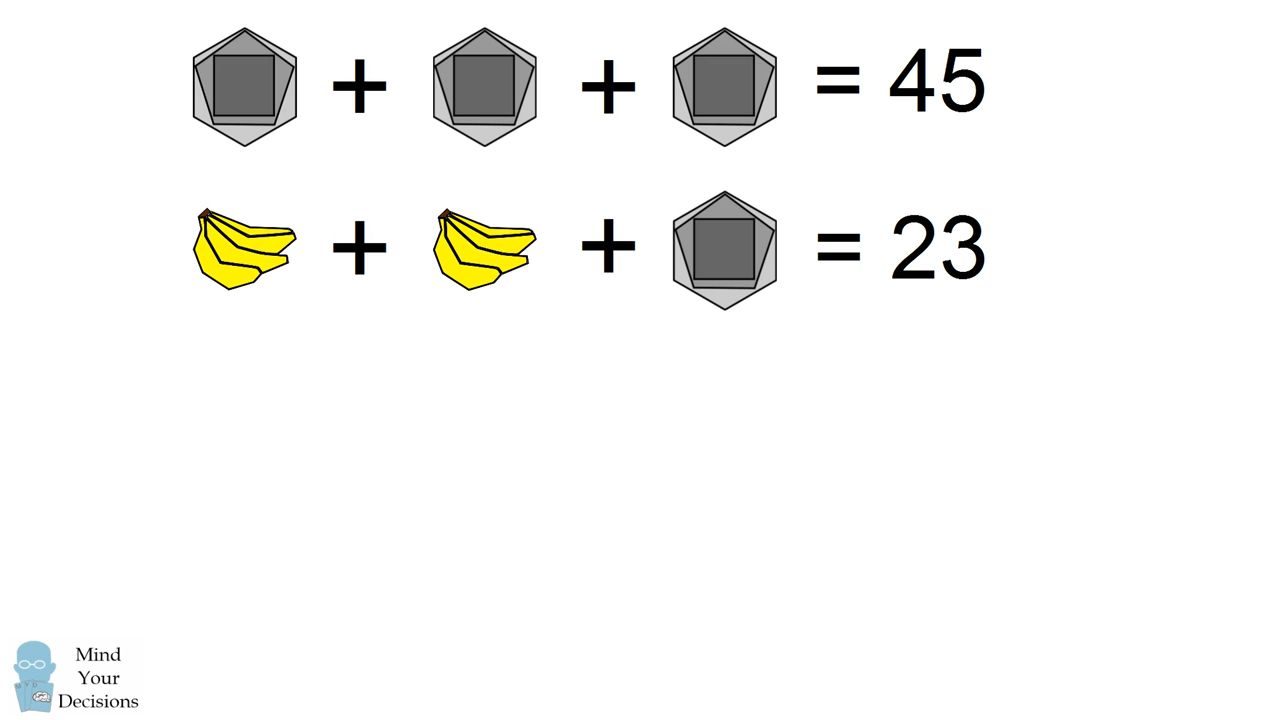 + + = 45
+ + = 23
Mind
Your
Decisions